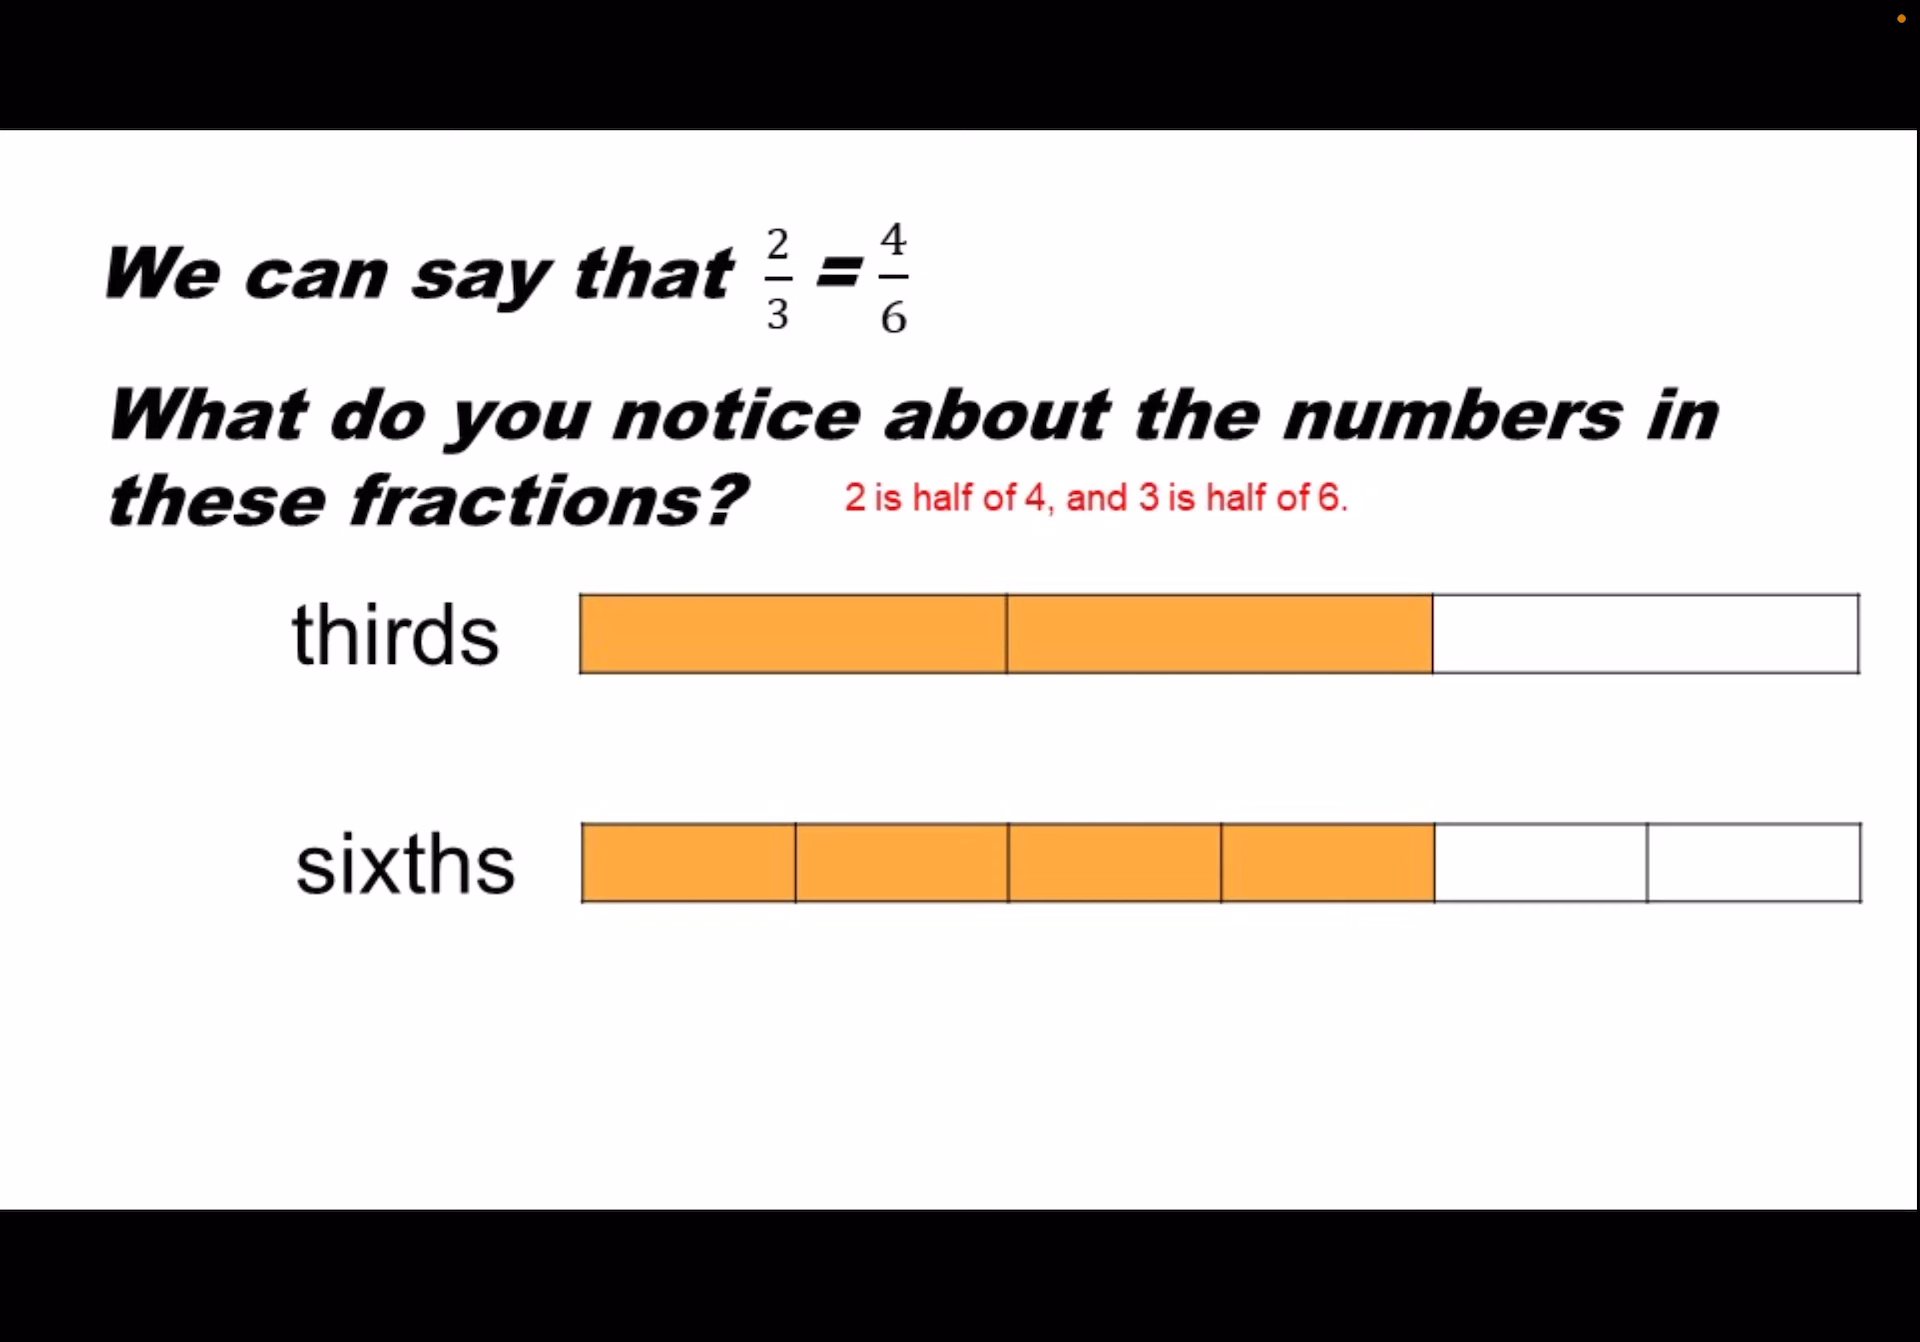 We can say that 2/3 = 4/6
What do you notice about the numbers in
these fractions? 2 is half of 4, and 3 is half of 6.
thirds
sixths